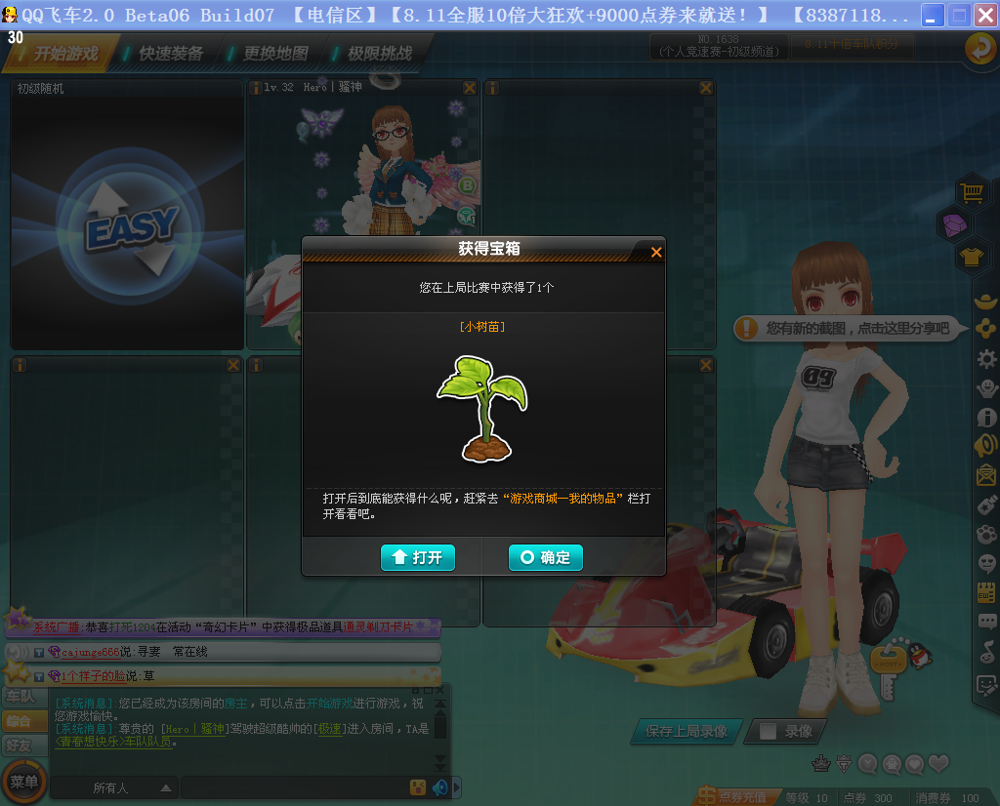 QQ飞车2.0 Beta06 Build07 【电信区】【8.11全服10倍大狂欢+9000点券来就送！】 【8387118...
30
开始游戏 快速装备 更换地图 极限挑战
NO.1638
(个人竞速赛-初级频道)
8.11十倍车队积分
初级随机
lv.32 Hero｜骚神
EASY
B
获得宝箱
您在上局比赛中获得了1个
[小树苗]
打开后到底能获得什么呢，赶紧去“游戏商城—我的物品”栏打
开看看吧。
打开 确定
您有新的截图，点击这里分享吧
09
系统广播:恭喜打死1204在活动“奇幻卡片”中获得极品道具通灵剃刀卡片
cajunge666说:寻妻 常在线
1个样子的脸说:草
车队
综合
好友
[系统消息]您已经成为该房间的房主，可以点击开始游戏进行游戏，祝
您游戏愉快。
[系统消息]尊贵的 [Hero｜骚神]驾驶超级酷帅的[极速]进入房间，TA是
<青春想快乐>车队队员。
菜单
所有人
保存上局录像 录像
点券充值 等级 10 点券 300 消费券 100